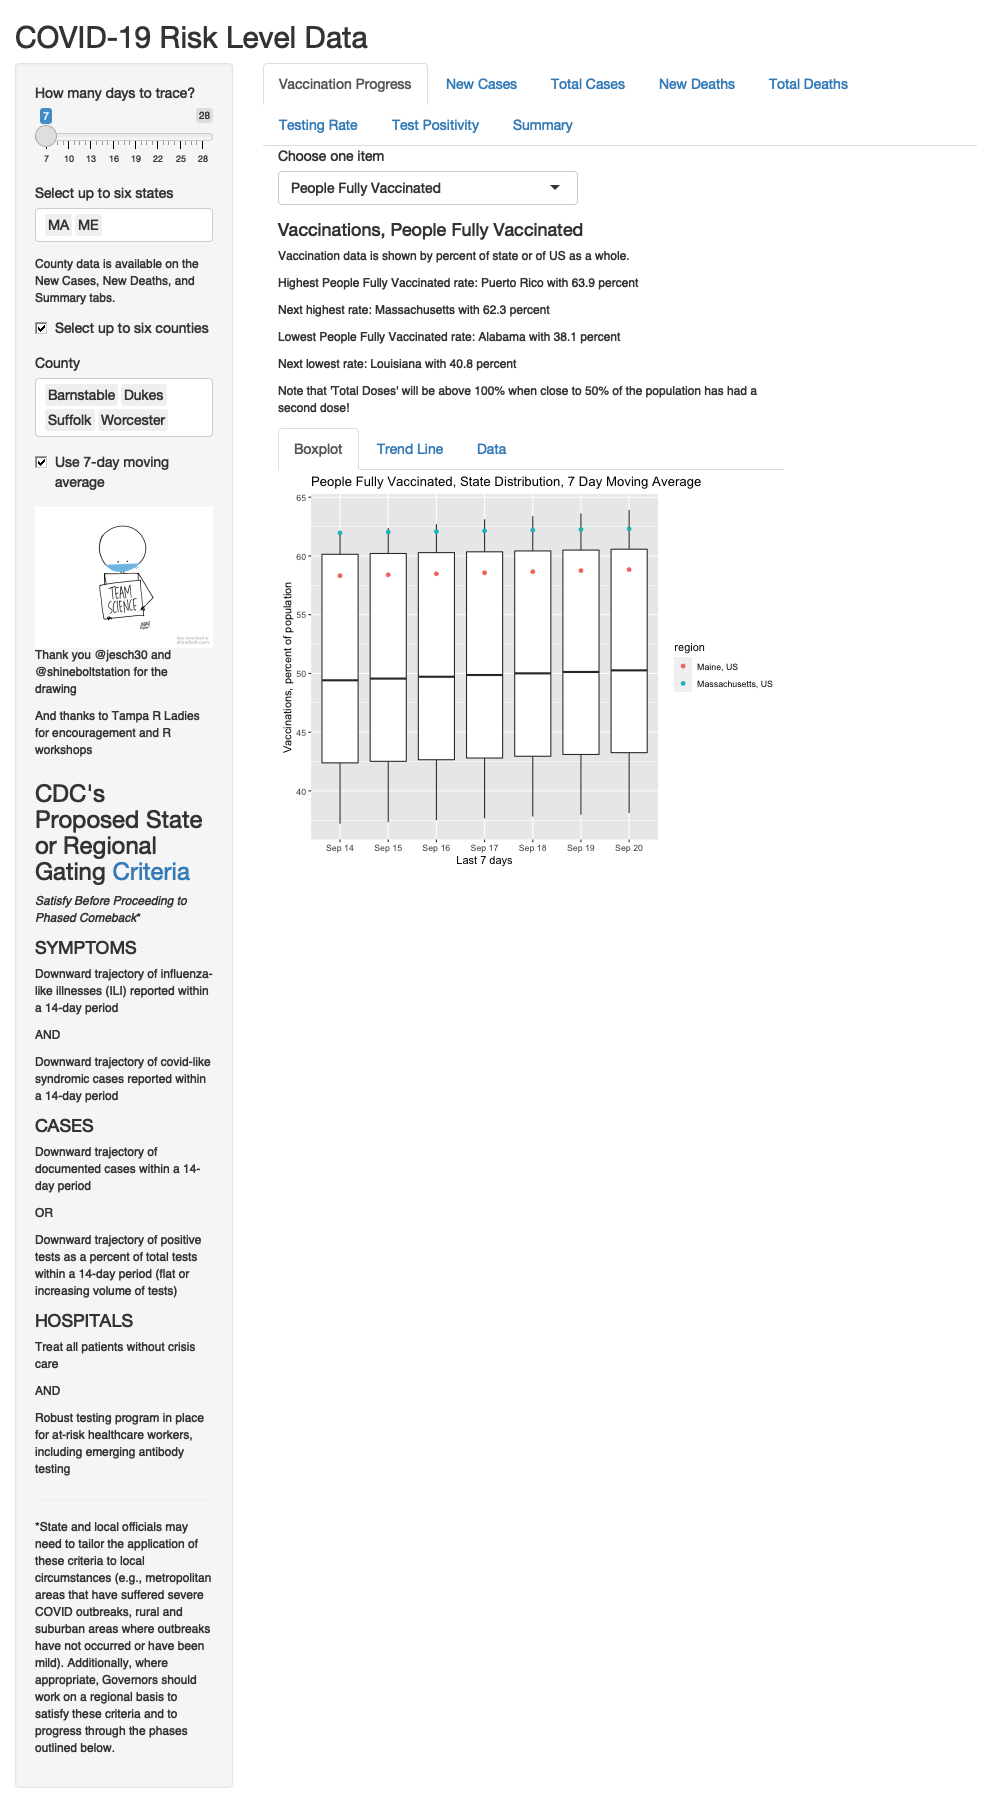 COVID-19 Risk Level Data
How many days to trace?
7
28
7 10 13 16 19 22 25 28
Select up to six states
MA ME
County data is available on the
New Cases, New Deaths, and
Summary tabs.
Select up to six counties
County
Barnstable Dukes
Suffolk Worcester
Use 7-day moving
average
TEAM
SCIENCE
Thank you @jesch30 and
@shineboltstation for the
drawing
And thanks to Tampa R Ladies
for encouragement and R
workshops
CDC's
Proposed State
or Regional
Gating Criteria
Satisfy Before Proceeding to
Phased Comeback*
SYMPTOMS
Downward trajectory of influenza-
like illnesses (ILI) reported within
a 14-day period
AND
Downward trajectory of covid-like
syndromic cases reported within
a 14-day period
CASES
Downward trajectory of
documented cases within a 14-
day period
OR
Downward trajectory of positive
tests as a percent of total tests
within a 14-day period (flat or
increasing volume of tests)
HOSPITALS
Treat all patients without crisis
care
AND
Robust testing program in place
for at-risk healthcare workers,
including emerging antibody
testing
*State and local officials may
need to tailor the application of
these criteria to local
circumstances (e.g., metropolitan
areas that have suffered severe
COVID outbreaks, rural and
suburban areas where outbreaks
have not occurred or have been
mild). Additionally, where
appropriate, Governors should
work on a regional basis to
satisfy these criteria and to
progress through the phases
outlined below.
Vaccination Progress New Cases Total Cases New Deaths Total Deaths
Testing Rate Test Positivity Summary
Choose one item
People Fully Vaccinated
Vaccinations, People Fully Vaccinated
Vaccination data is shown by percent of state or of US as a whole.
Highest People Fully Vaccinated rate: Puerto Rico with 63.9 percent
Next highest rate: Massachusetts with 62.3 percent
Lowest People Fully Vaccinated rate: Alabama with 38.1 percent
Next lowest rate: Louisiana with 40.8 percent
Note that 'Total Doses' will be above 100% when close to 50% of the population has had a
second dose!
Boxplot Trend Line Data
People Fully Vaccinated, State Distribution, 7 Day Moving Average
Vaccinations, percent of population
65
60
55
50
45
40
Sep 14 Sep 15 Sep 16 Sep 17 Sep 18 Sep 19 Sep 20
Last 7 days
region
Maine, US
Massachusetts, US